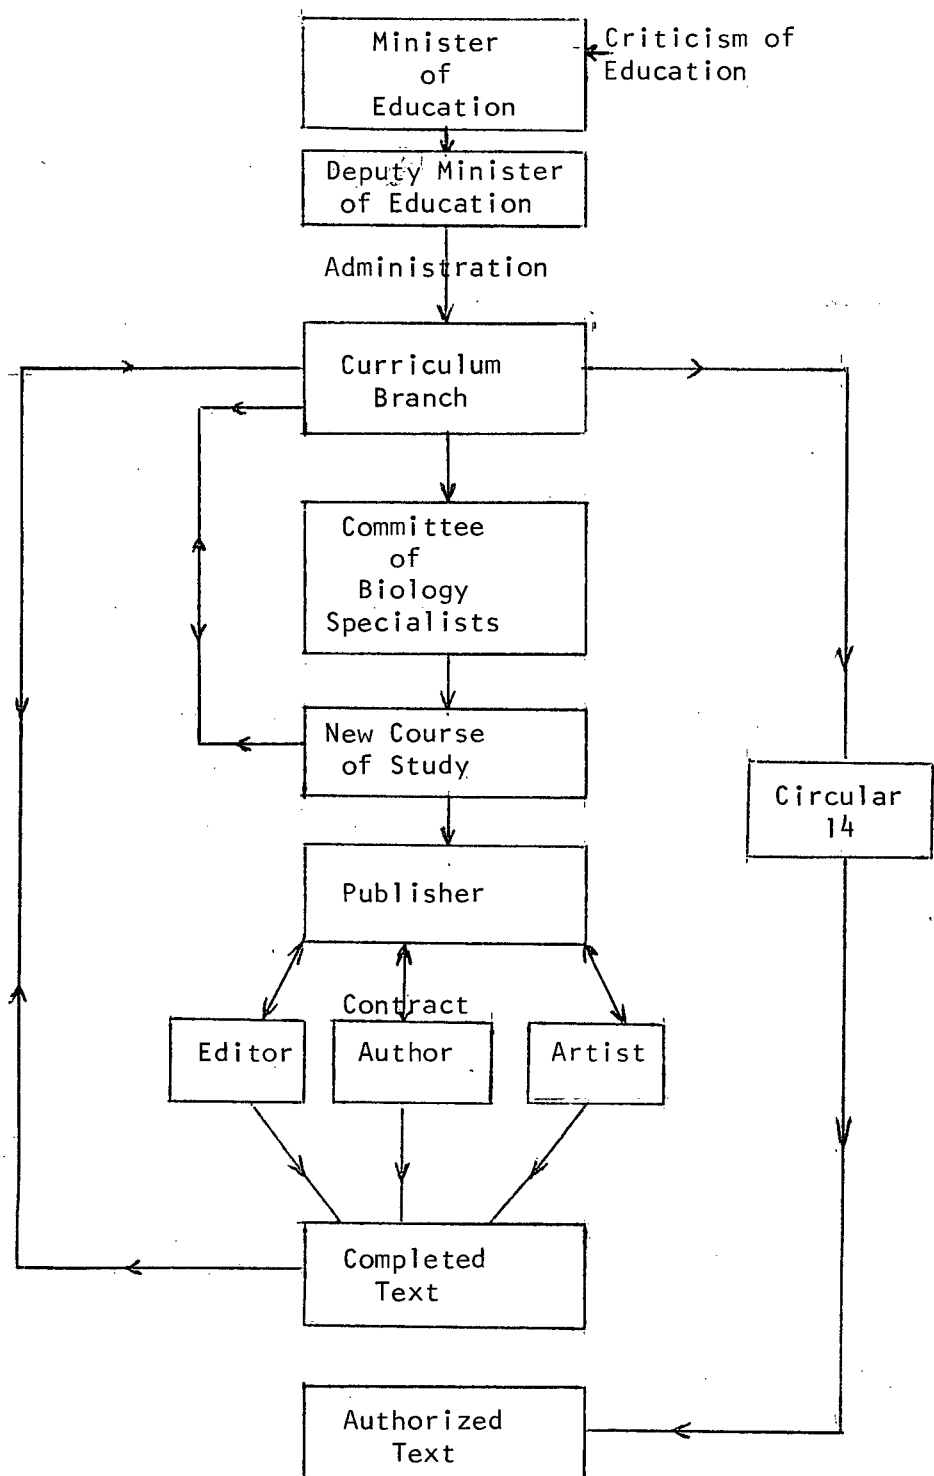 Minister
of
Education
Criticism of
Education
Deputy Minister
of Education
Administration
Curriculum
Branch
Committee
of
Biology
Specialists
New Course
of Study
Circular
14
Publisher
Contract
Editor
Author
Artist
Completed
Text
Authorized
Text